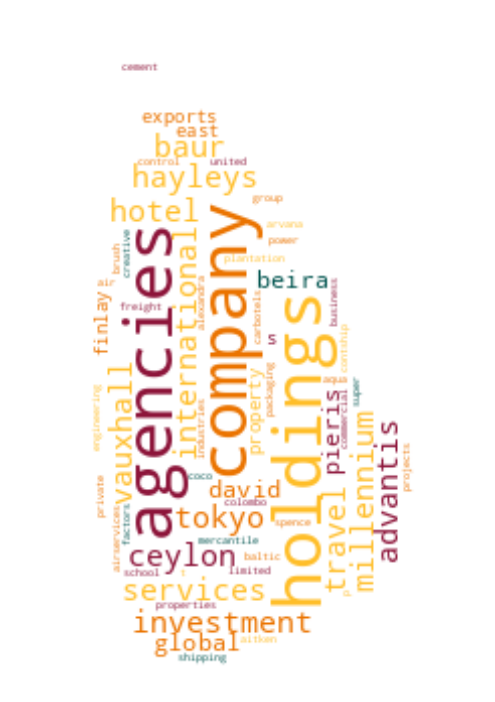 cement
exports
east
baur
control united
hayleys
group
hotel
company
arvana
agencies
international
creative
power
brush
plantation
air
beira
holdings
business
finlay
freight
alexandra
carbotels
s
contship
vauxhall
property
packaging
aqua
super
engineering
industries
pieris
commercial
millennium
advantis
projects
private
coco
david
colombo
travel
factors
tokyo
spence
airservices
mercantile
ceylon
baltic
school
t
limited
services
p
properties
investment
global
aitken
shipping